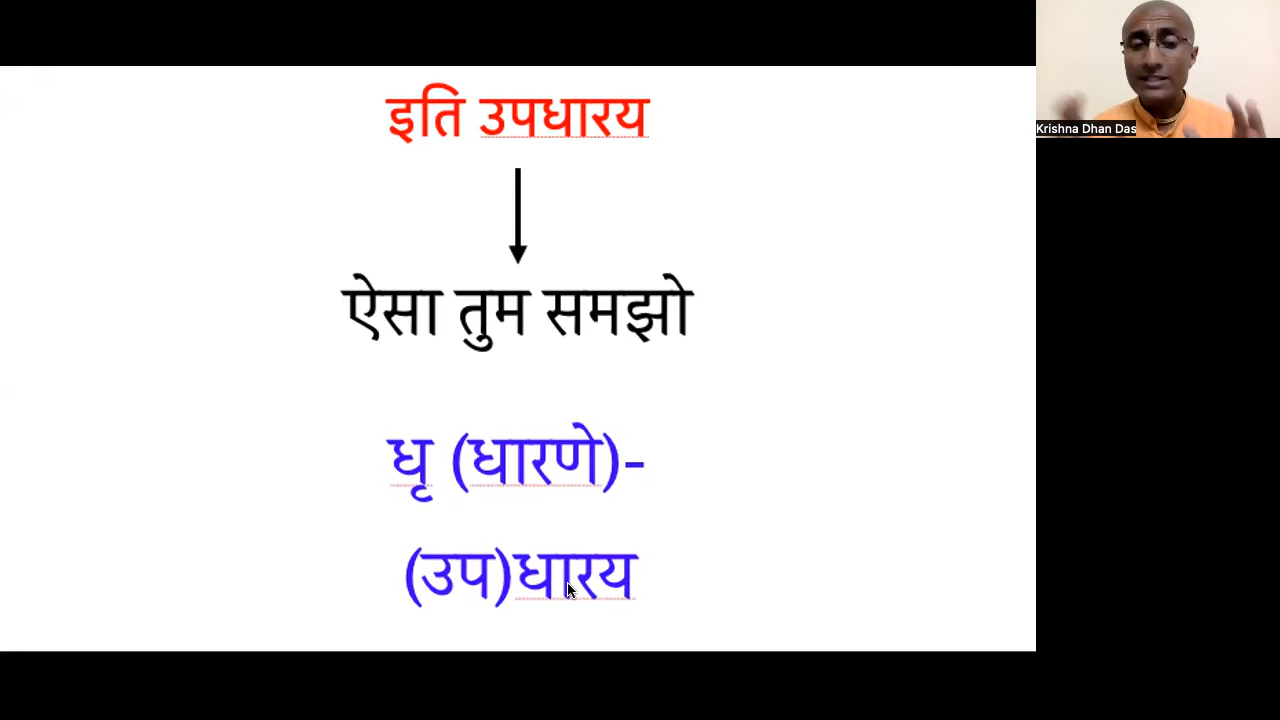 इति उपधारय
ऐसा तुम समझो
धृ (धारणे)-
(उप)धारय
Krishna Dhan Das